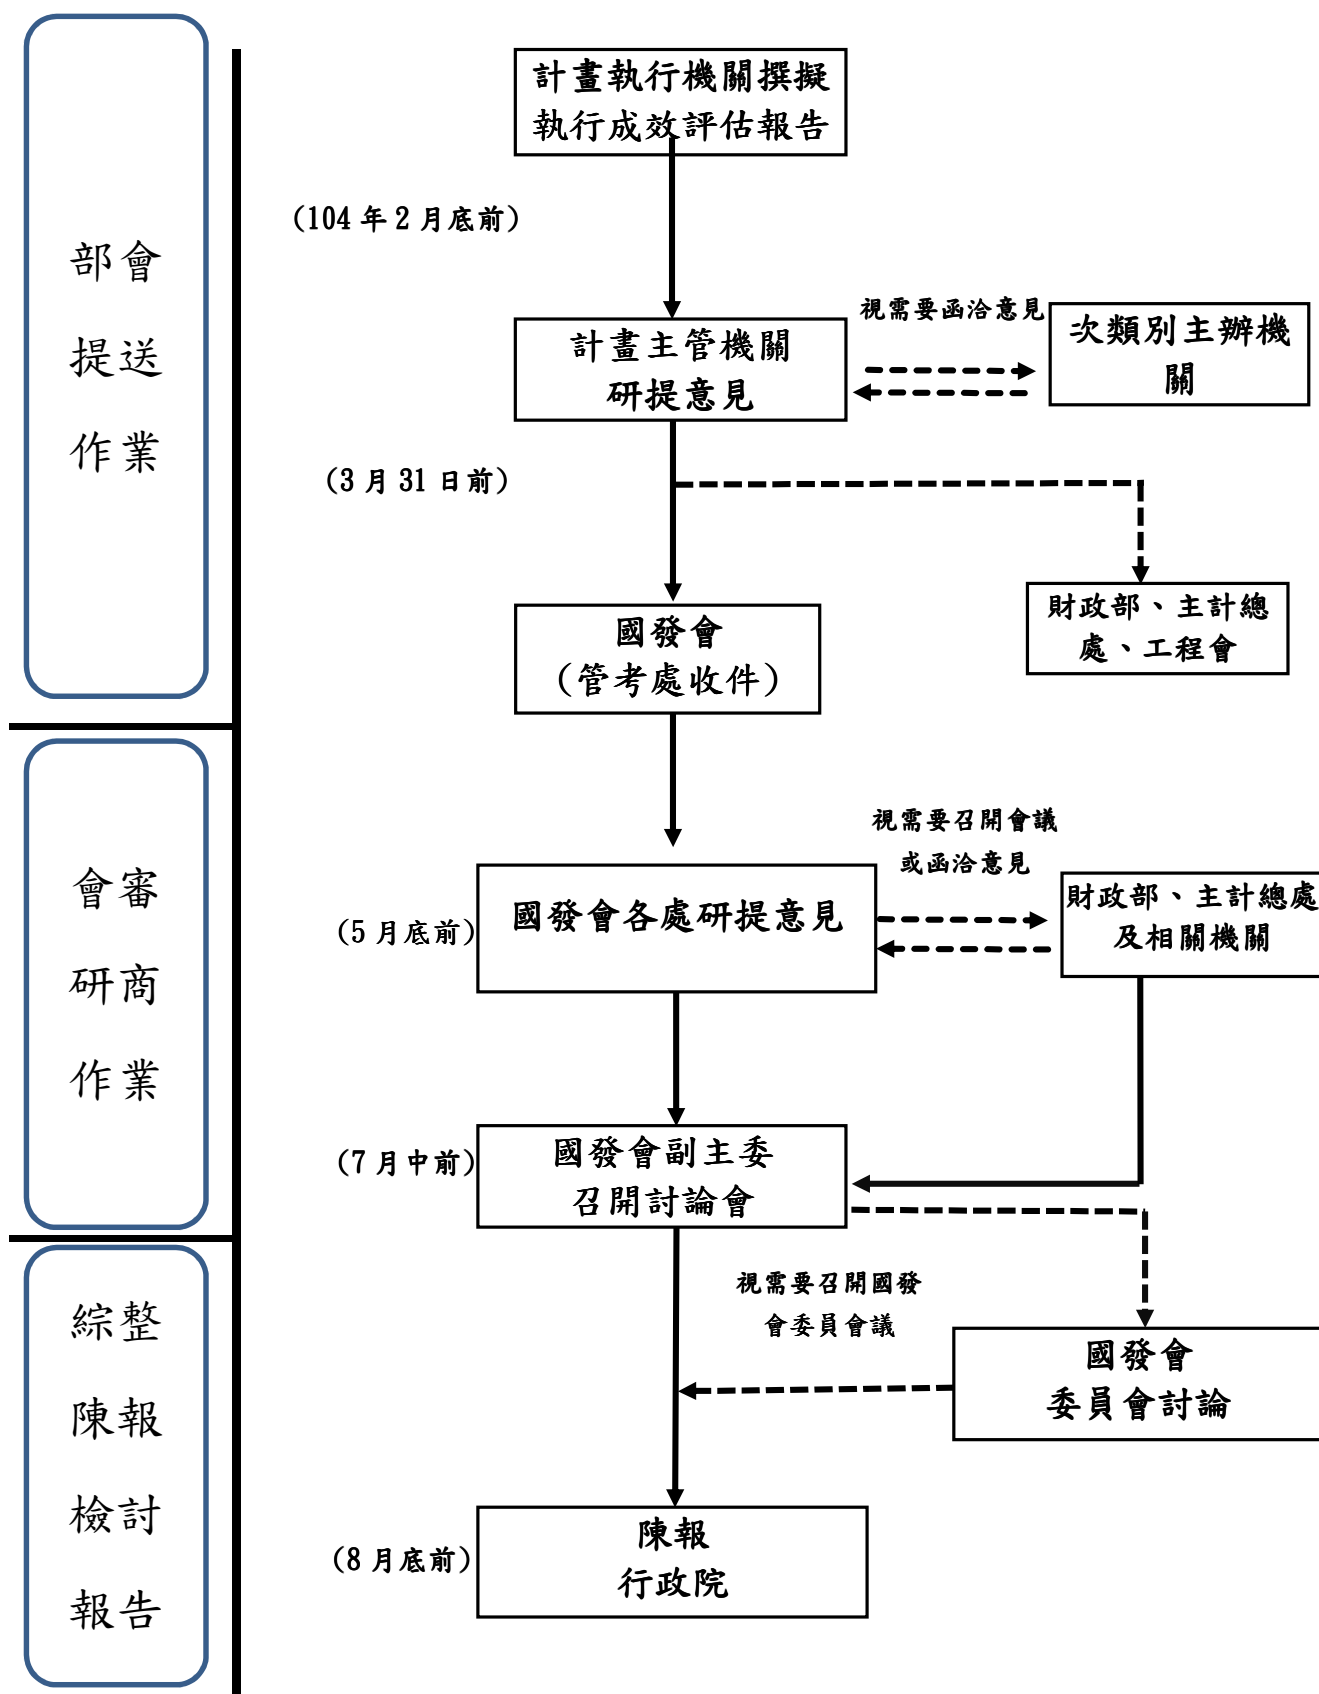 部會
提送
作業
計畫執行機關撰擬
執行成效評估報告
（104 年 2 月底前）
計畫主管機關
研提意見
視需要函洽意見
次類別主辦機
關
（3 月 31 日前）
財政部、主計總
處、工程會
國發會
（管考處收件）
會審
研商
作業
視需要召開會議
或函洽意見
（5 月底前）
國發會各處研提意見
財政部、主計總處
及相關機關
（7 月中前）
國發會副主委
召開討論會
綜整
陳報
檢討
報告
視需要召開國發
會委員會議
國發會
委員會討論
（8 月底前）
陳報
行政院